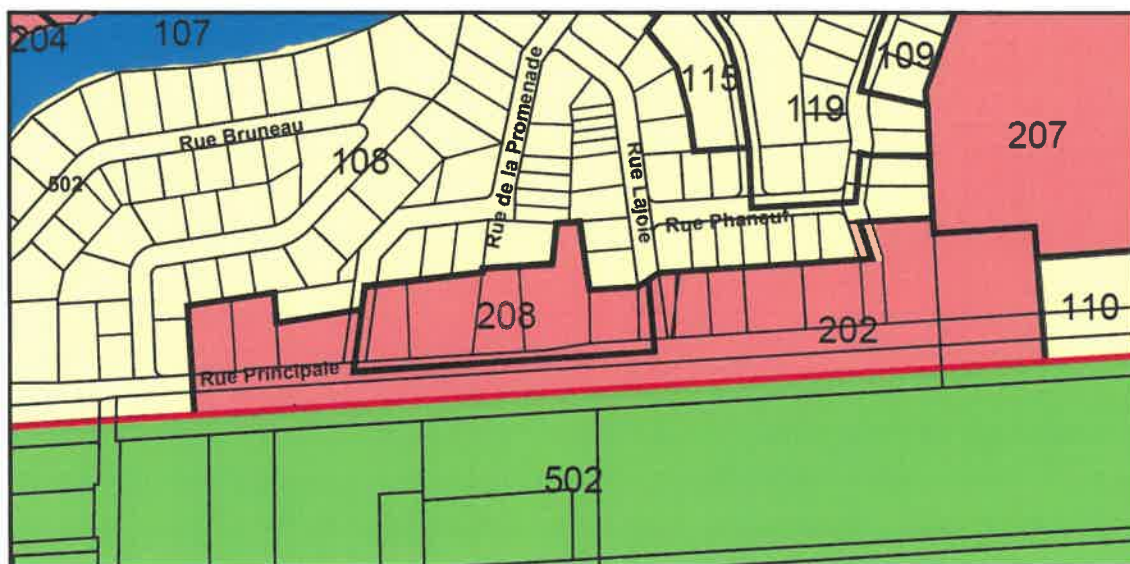 204
107
115
109
119
207
Rue Bruneau
Rue de la Promenade
108
Rue Lajoie
502
Rue Phaneuf
208
202
110
Rue Principale
502